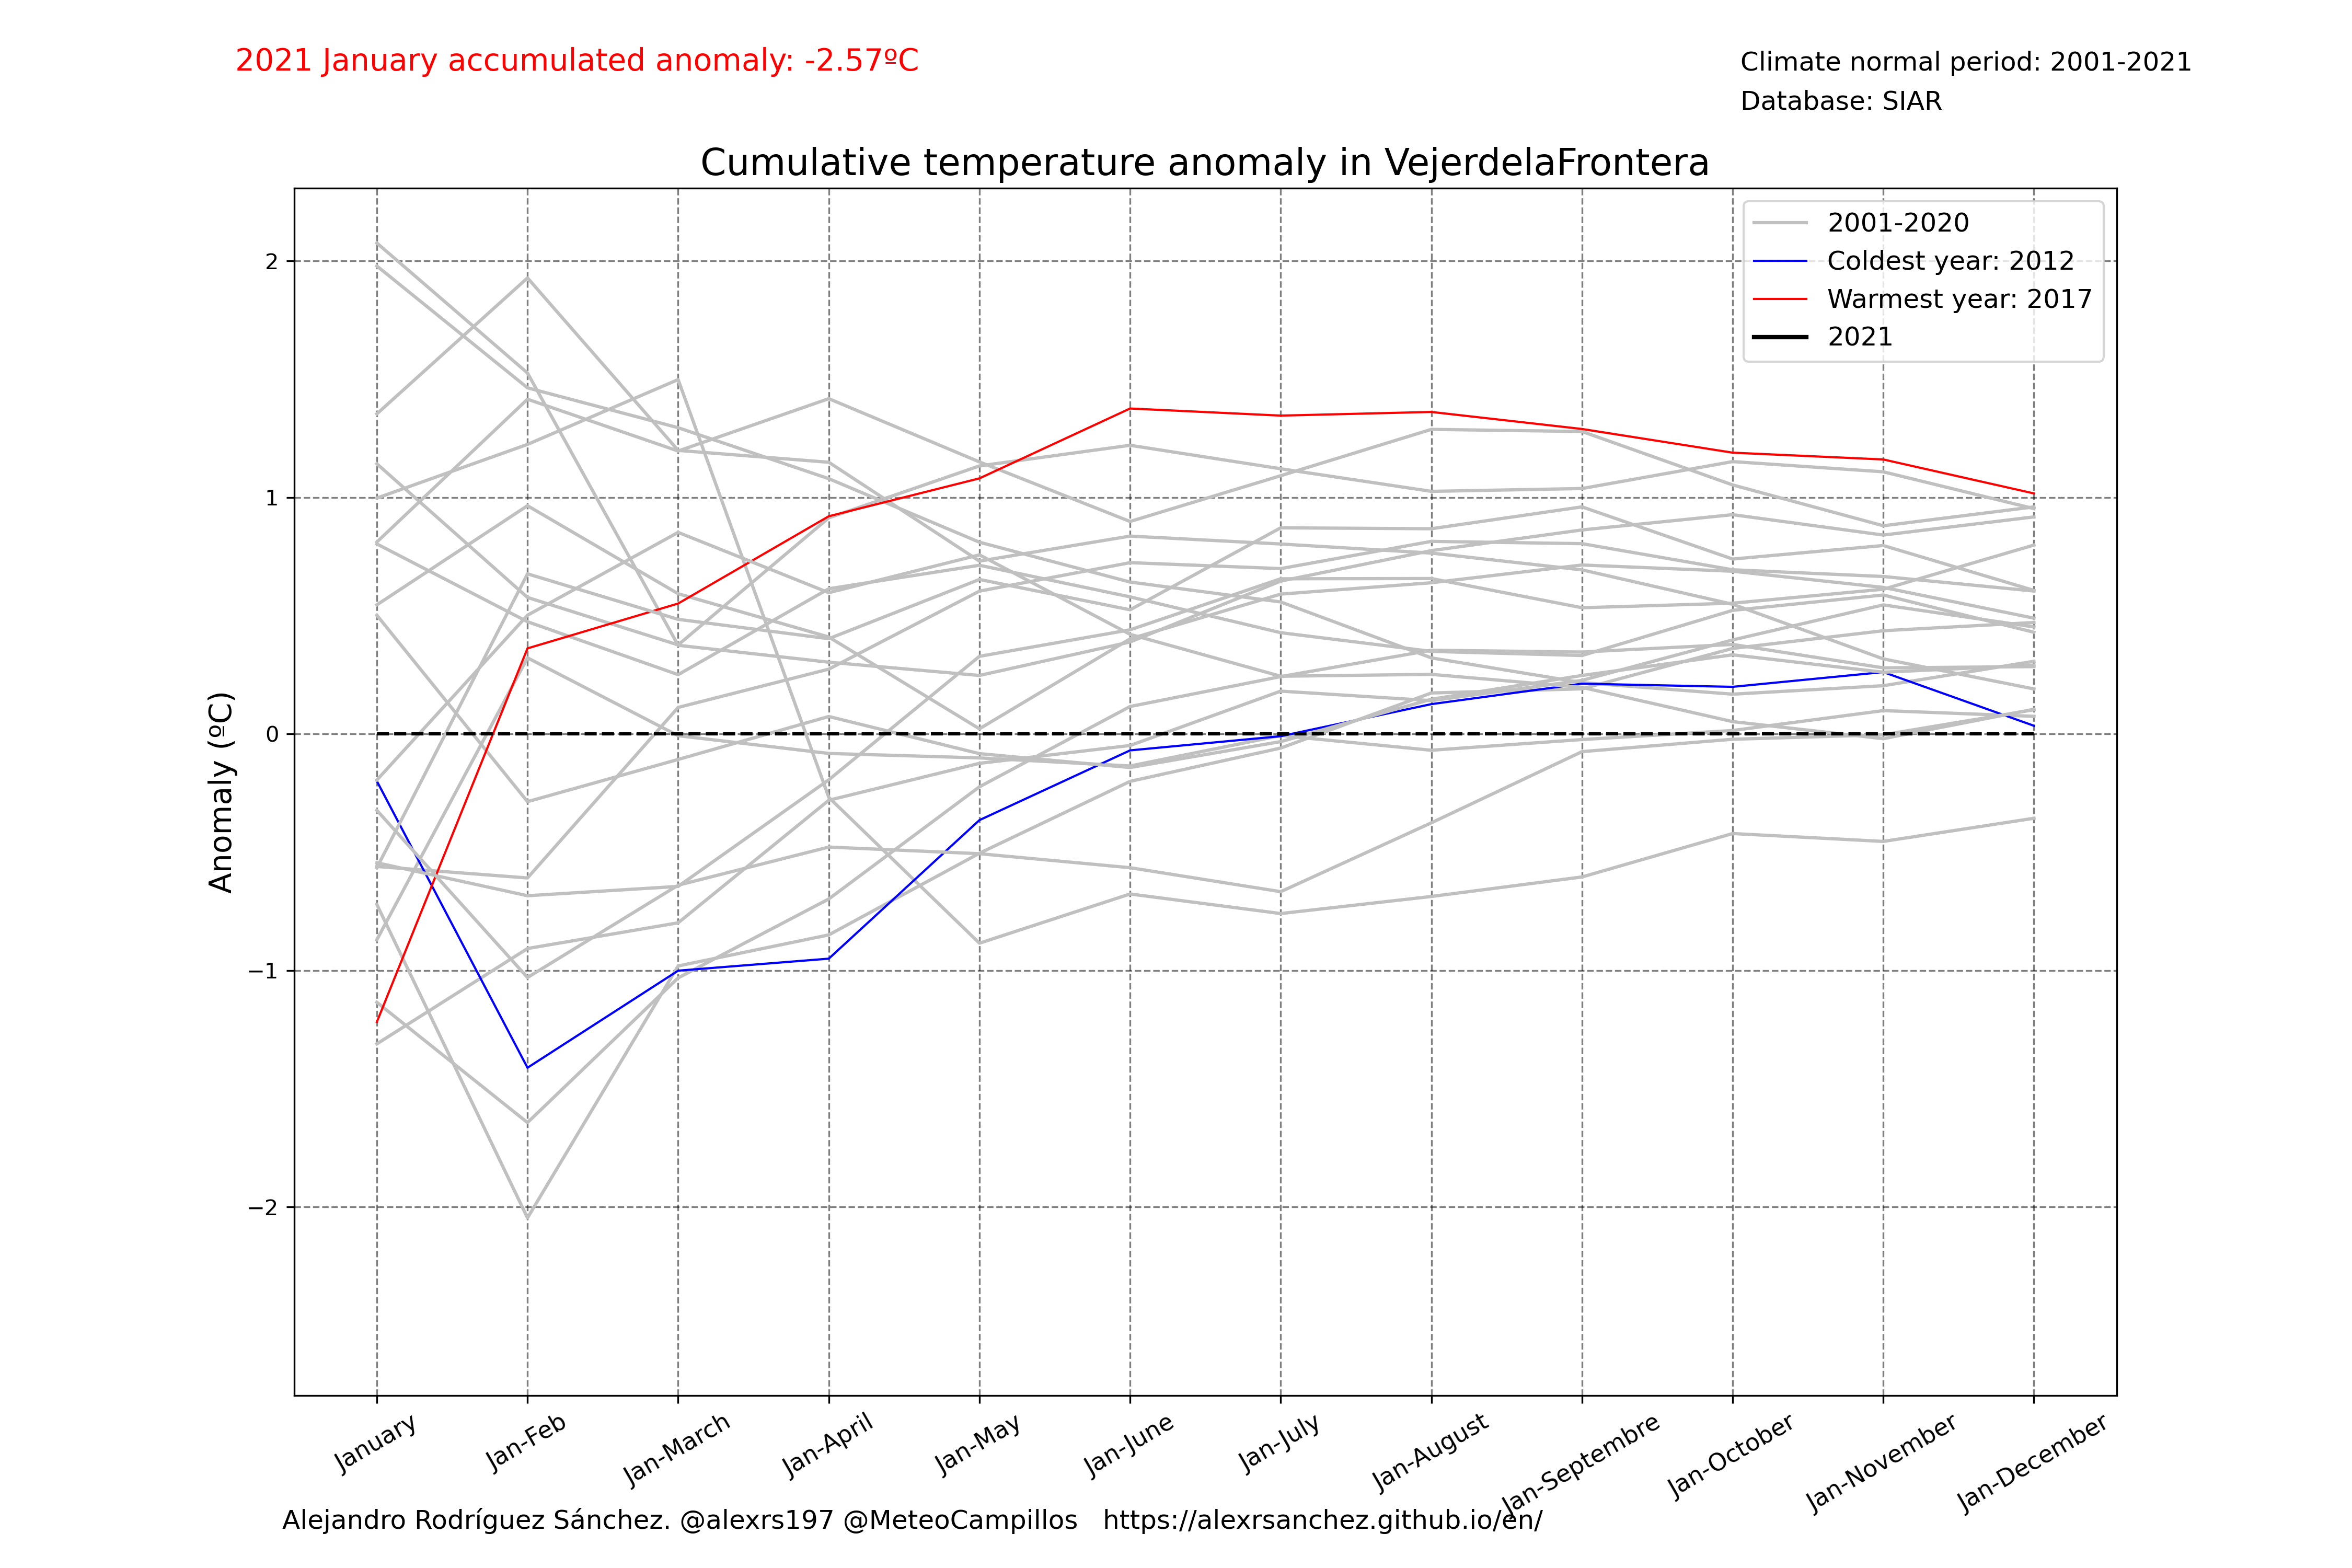 2021 January accumulated anomaly: -2.57ºC
Climate normal period: 2001-2021
Database: SIAR
Cumulative temperature anomaly in VejerdelaFrontera
2001-2020
Coldest year: 2012
Warmest year: 2017
2021
Anomaly (ºC)
2
1
0
−1
−2
January
Jan-Feb
Jan-March
Jan-April
Jan-May
Jan-June
Jan-July
Jan-August
Jan-Septembre
Jan-October
Jan-November
Jan-December
Alejandro Rodríguez Sánchez. @alexrs197 @MeteoCampillos   https://alexrsanchez.github.io/en/